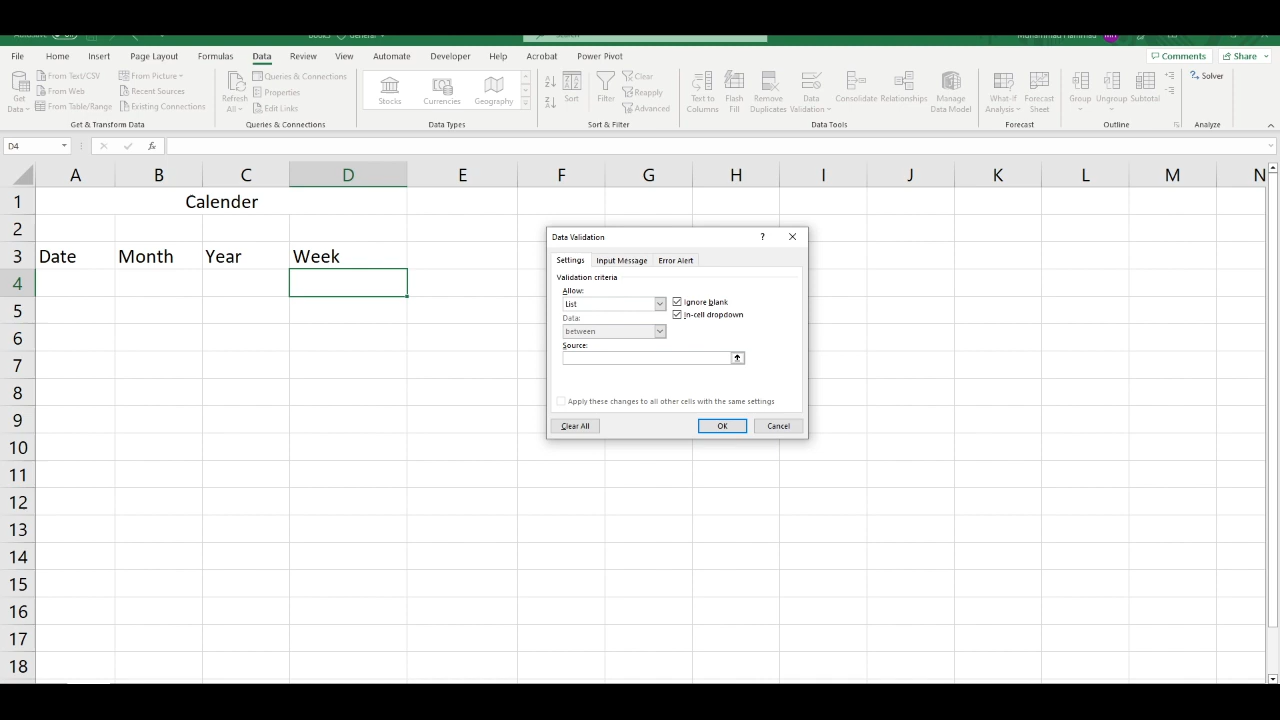 File Home Insert Page Layout Formulas Data Review View Automate Developer Help Acrobat Power Pivot Comments Share
Get Data From Text/CSV From Web From Table/Range From Picture Recent Sources Existing Connections
Get & Transform Data
Refresh All Queries & Connections Properties Edit Links
Queries & Connections
Stocks Currencies Geography
Data Types
Sort Filter Clear Reapply Advanced
Sort & Filter
Text to Columns Flash Fill Remove Duplicates Data Validation Consolidate Relationships Manage Data Model
Data Tools
What-if Analysis Forecast Sheet
Forecast
Group Ungroup Subtotal
Outline
Solver
Analyze
D4 fx
A B C D E F G H I J K L M N
1 Calender
2
3 Date Month Year Week
4
5
6
7
8
9
10
11
12
13
14
15
16
17
18
Data Validation ?
Settings Input Message Error Alert
Validation criteria
Allow:
List Ignore blank
Data: In-cell dropdown
between
Source:
Apply these changes to all other cells with the same settings
Clear All OK Cancel